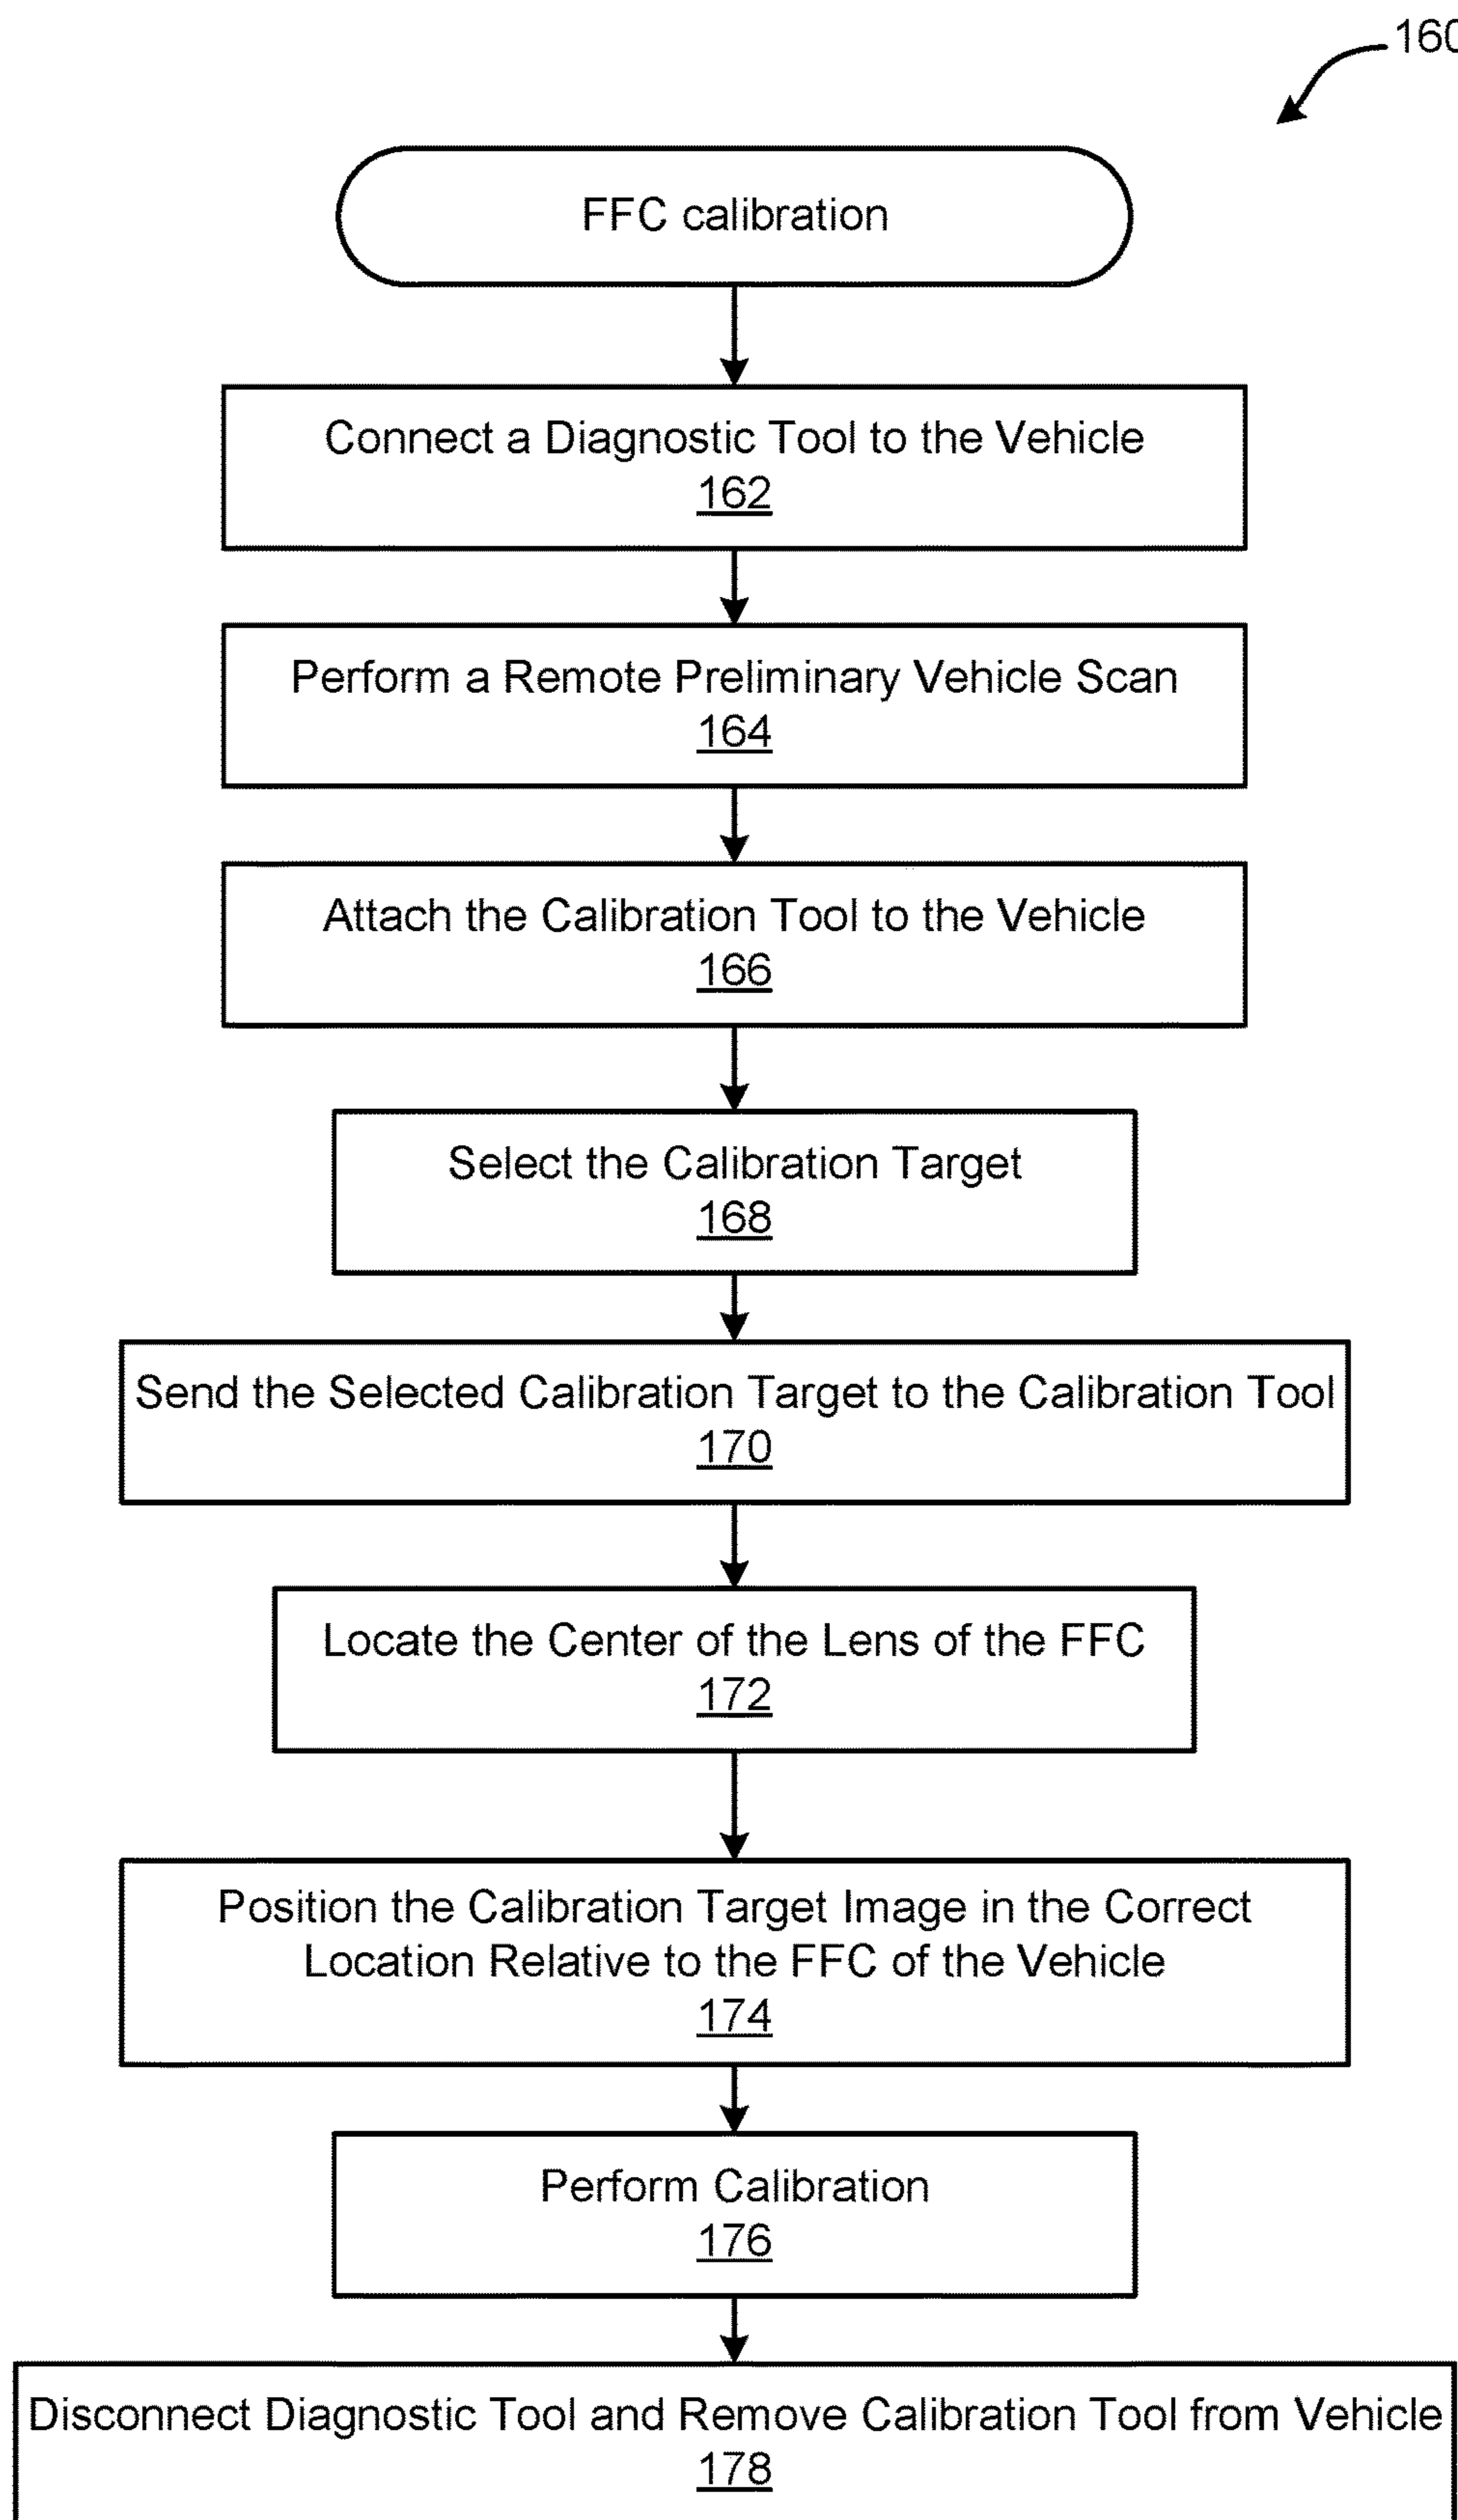 160
FFC calibration
Connect a Diagnostic Tool to the Vehicle
162
Perform a Remote Preliminary Vehicle Scan
164
Attach the Calibration Tool to the Vehicle
166
Select the Calibration Target
168
Send the Selected Calibration Target to the Calibration Tool
170
Locate the Center of the Lens of the FFC
172
Position the Calibration Target Image in the Correct
Location Relative to the FFC of the Vehicle
174
Perform Calibration
176
Disconnect Diagnostic Tool and Remove Calibration Tool from Vehicle
178